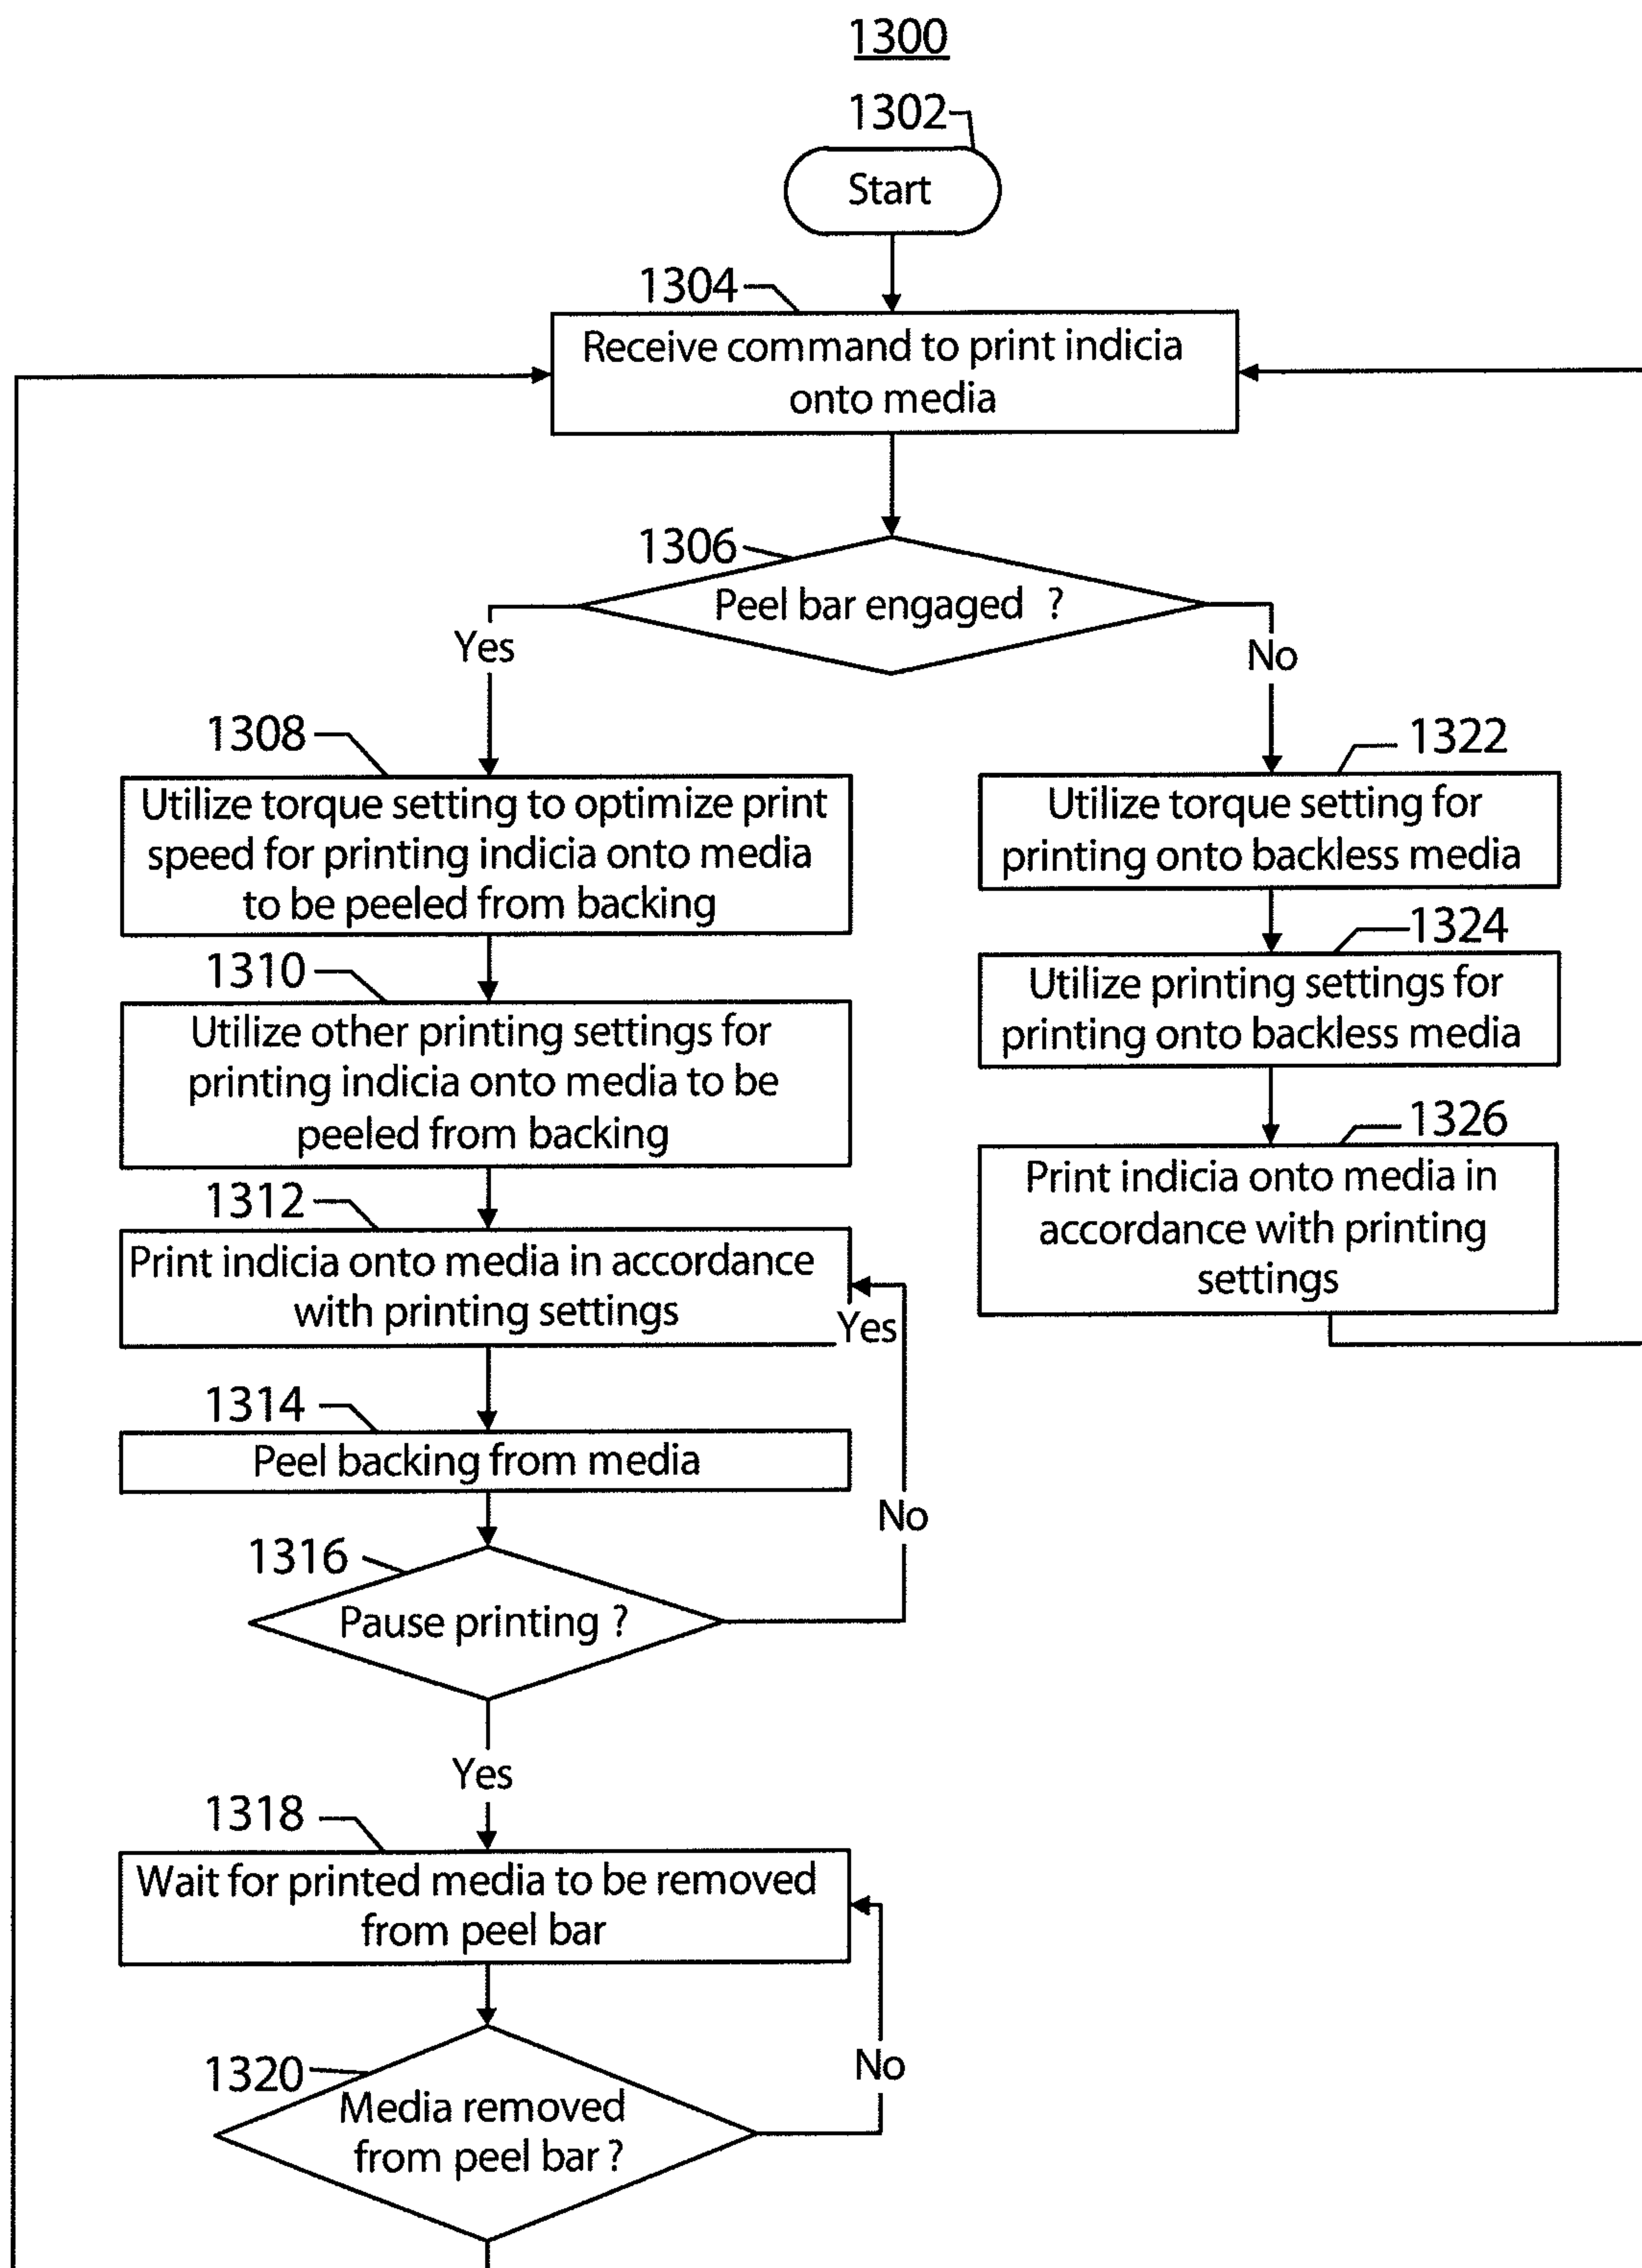 1300
1302
Start
1304
Receive command to print indicia
onto media
1306
Peel bar engaged ?
Yes
No
1308
Utilize torque setting to optimize print
speed for printing indicia onto media
to be peeled from backing
1322
Utilize torque setting for
printing onto backless media
1310
Utilize other printing settings for
printing indicia onto media to be
peeled from backing
1324
Utilize printing settings for
printing onto backless media
1312
Print indicia onto media in accordance
with printing settings
Yes
1326
Print indicia onto media in
accordance with printing
settings
1314
Peel backing from media
No
1316
Pause printing ?
Yes
1318
Wait for printed media to be removed
from peel bar
1320
Media removed
from peel bar ?
No